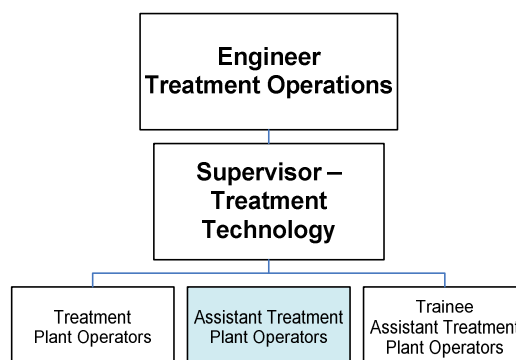 Engineer
Treatment Operations
Supervisor –
Treatment
Technology
Treatment
Plant Operators
Assistant Treatment
Plant Operators
Trainee
Assistant Treatment
Plant Operators